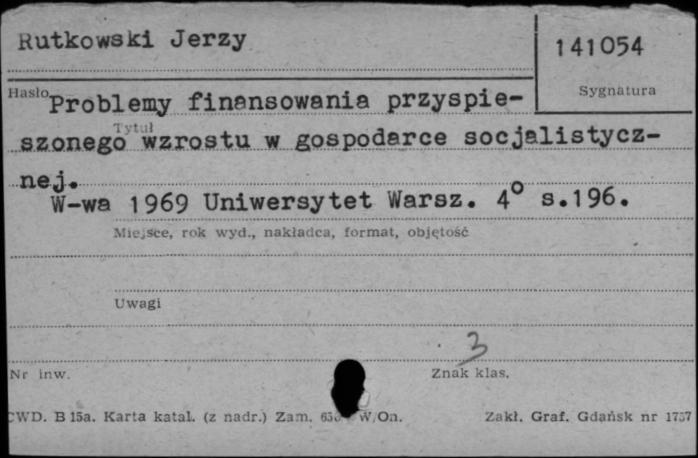 Rutkowski Jerzy
141054
Hasło
Sygnatura
Problemy finansowania przyspie-
Tytuł
szonego wzrostu w gospodarce socjalistycz-
nej.
W-wa 1969 Uniwersytet Warsz. 4° s.196.
Miejsce, rok wyd., nakładca, format, objętość
Uwagi
3
Nr inw.
Znak klas.
CWD. B 15a. Karta katal. (z nadr.) Zam. W/On.
Zakł. Graf. Gdańsk nr 1737